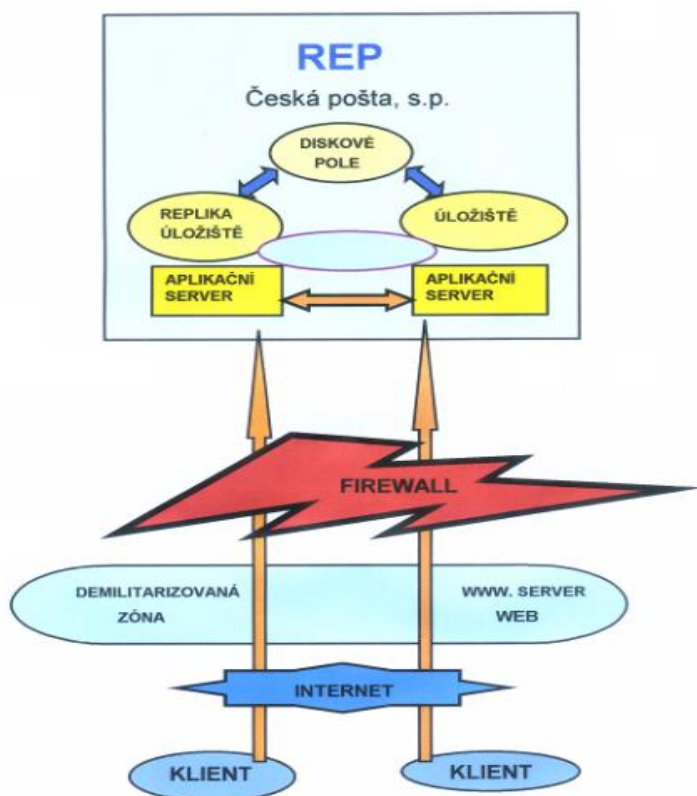 REP
Česká pošta, s.p.
DISKOVÉ
POLE
REPLIKA
ÚLOŽIŠTĚ
ÚLOŽIŠTĚ
APLIKAČNÍ
SERVER
APLIKAČNÍ
SERVER
FIREWALL
DEMILITARIZOVANÁ
ZÓNA
WWW. SERVER
WEB
INTERNET
KLIENT
KLIENT